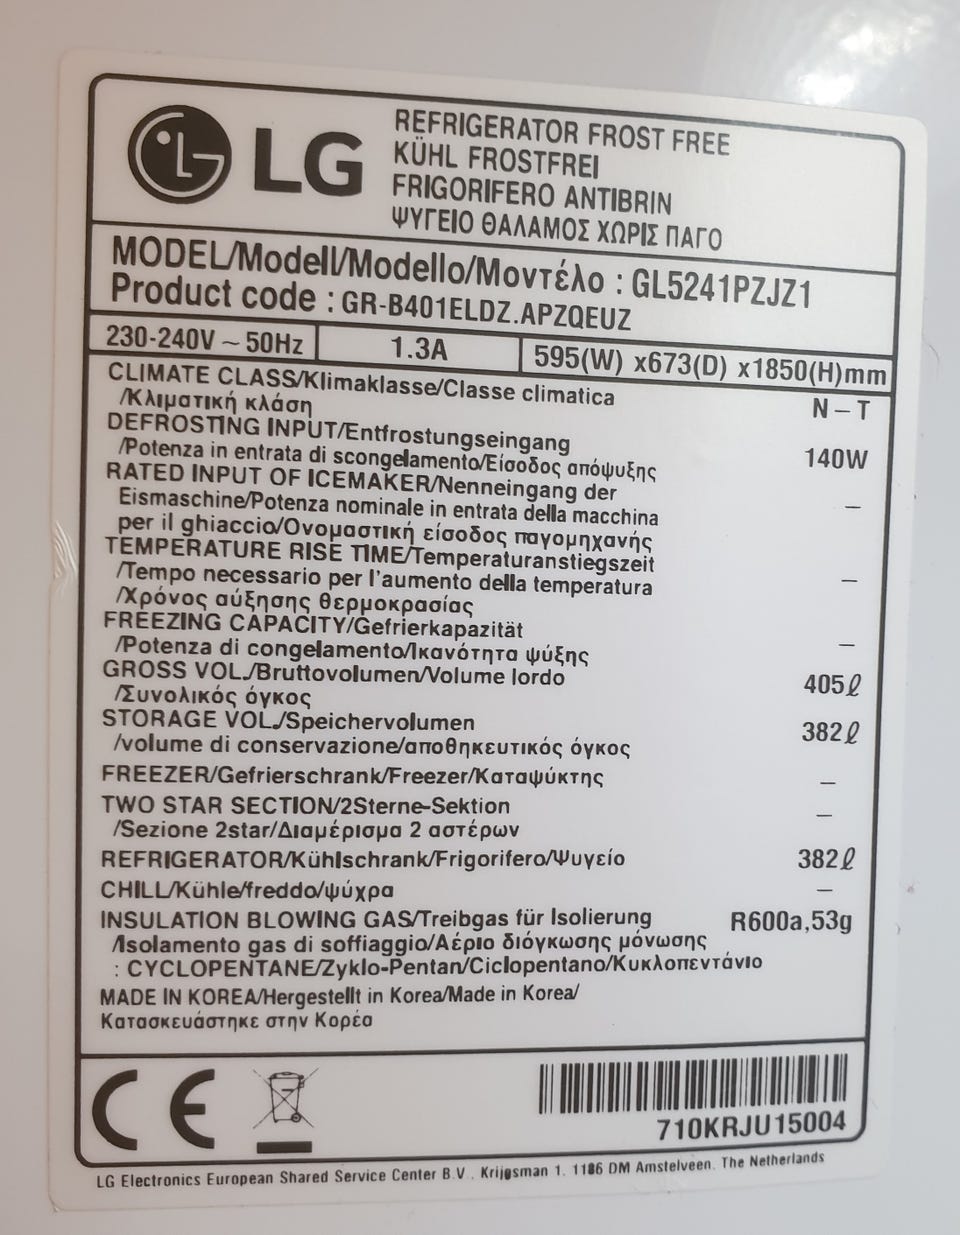 LG
REFRIGERATOR FROST FREE
KÜHL FROSTFREI
FRIGORIFERO ANTIBRIN
ΨΥΓΕΙΟ ΘΑΛΑΜΟΣ ΧΩΡΙΣ ΠΑΓΟ
MODEL/Modell/Modello/Μοντέλο : GL5241PZJZ1
Product code : GR-B401ELDZ.APZQEUZ
230-240V ~ 50Hz 1.3A 595(W) x673(D) x1850(H)mm
CLIMATE CLASS/Klimaklasse/Classe climatica N – T
/Κλιματική κλάση
DEFROSTING INPUT/Entfrostungseingang 140W
/Potenza in entrata di scongelamento/Είσοδος απόψυξης
RATED INPUT OF ICEMAKER/Nenneingang der –
Eismaschine/Potenza nominale in entrata della macchina
per il ghiaccio/Ονομαστική είσοδος παγομηχανής
TEMPERATURE RISE TIME/Temperaturanstiegszeit –
/Tempo necessario per l'aumento della temperatura
/Χρόνος αύξησης θερμοκρασίας
FREEZING CAPACITY/Gefrierkapazität –
/Potenza di congelamento/Ικανότητα ψύξης
GROSS VOL./Bruttovolumen/Volume lordo 405ℓ
/Συνολικός όγκος
STORAGE VOL./Speichervolumen 382ℓ
/volume di conservazione/αποθηκευτικός όγκος
FREEZER/Gefrierschrank/Freezer/Καταψύκτης –
TWO STAR SECTION/2Sterne-Sektion –
/Sezione 2star/Διαμέρισμα 2 αστέρων
REFRIGERATOR/Kühlschrank/Frigorifero/Ψυγείο 382ℓ
CHILL/Kühle/freddo/ψύχρα –
INSULATION BLOWING GAS/Treibgas für Isolierung R600a,53g
/Isolamento gas di soffiaggio/Αέριο διόγκωσης μόνωσης
: CYCLOPENTANE/Zyklo-Pentan/Ciclopentano/Κυκλοπεντάνιο
MADE IN KOREA/Hergestellt in Korea/Made in Korea/
Κατασκευάστηκε στην Κορέα
CE
710KRJU15004
LG Electronics European Shared Service Center B.V., Krijgsman 1, 1186 DM Amstelveen, The Netherlands